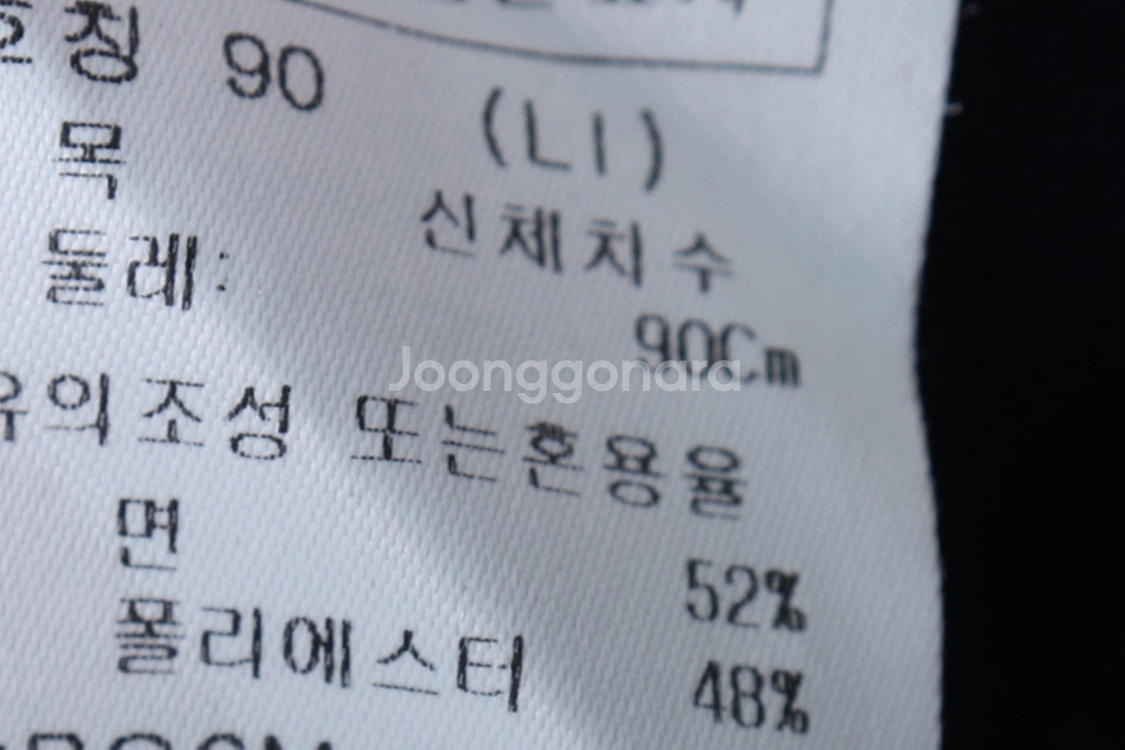 호칭 90 (LI)
목 신체치수
둘레: 90Cm
유의조성 또는혼용율
면 52%
폴리에스터 48%
Joonggonara